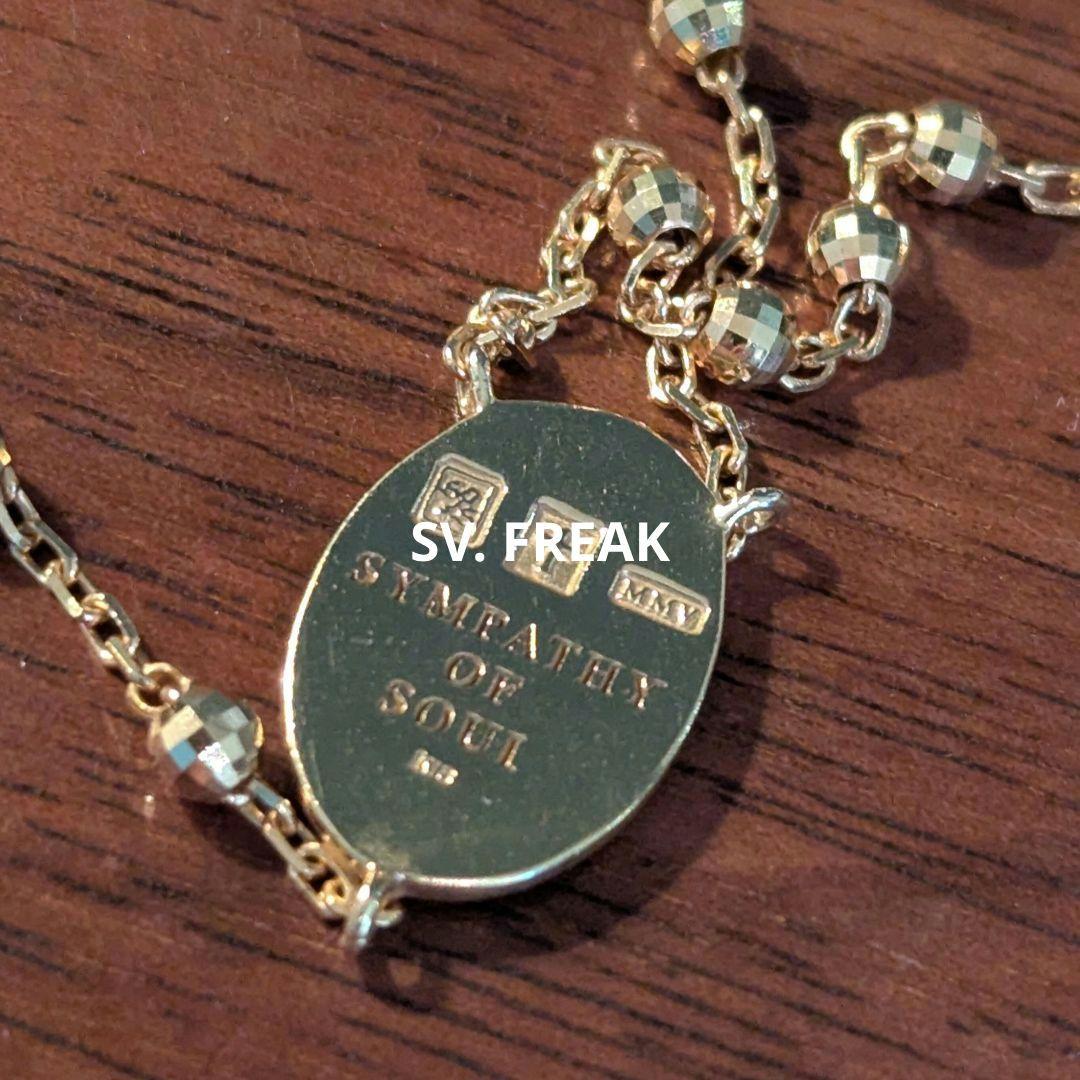 SV. FREAK
MMV
SYMPATHY
OF
SOUL